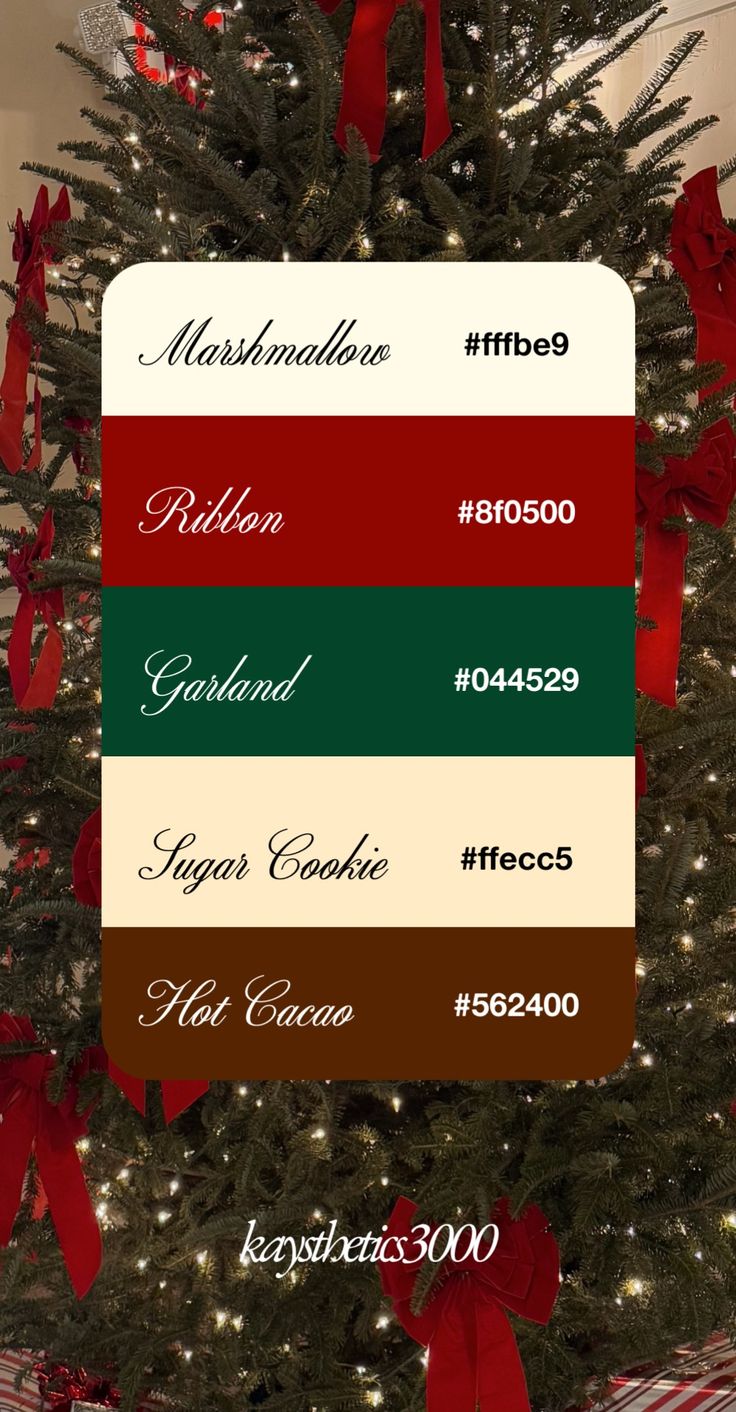 Marshmallow #fffbe9
Ribbon #8f0500
Garland #044529
Sugar Cookie #ffecc5
Hot Cacao #562400
kaysthetics3000